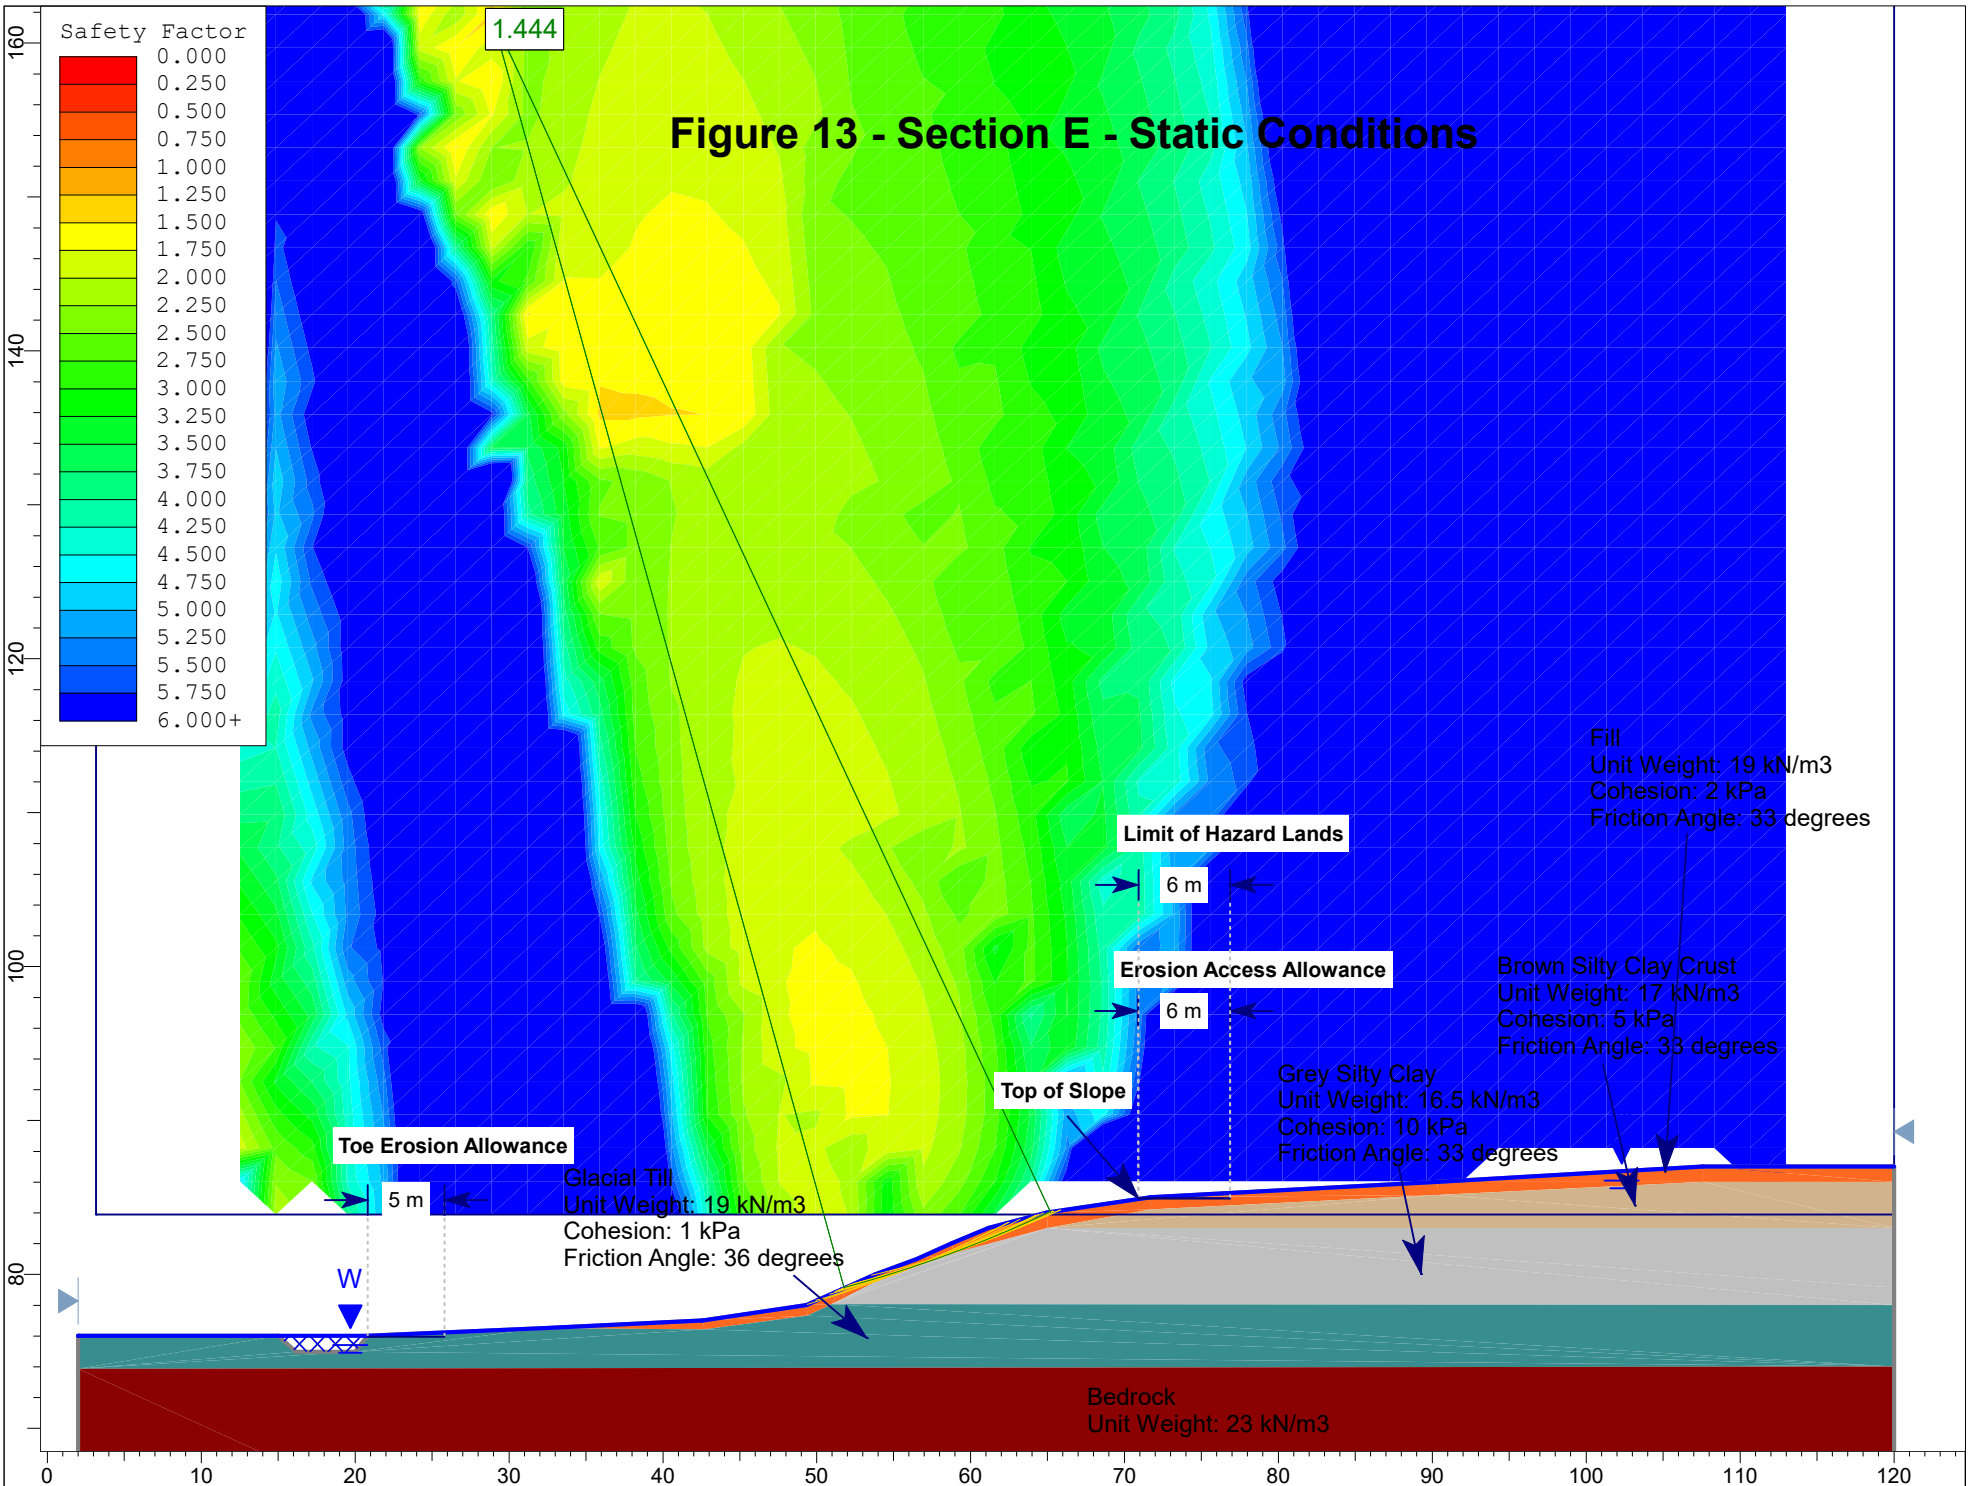 Safety Factor
0.000
0.250
0.500
0.750
1.000
1.250
1.500
1.750
2.000
2.250
2.500
2.750
3.000
3.250
3.500
3.750
4.000
4.250
4.500
4.750
5.000
5.250
5.500
5.750
6.000+
1.444
Figure 13 - Section E - Static Conditions
Fill
Unit Weight: 19 kN/m3
Cohesion: 2 kPa
Friction Angle: 33 degrees
Limit of Hazard Lands
6 m
Erosion Access Allowance
6 m
Brown Silty Clay Crust
Unit Weight: 17 kN/m3
Cohesion: 5 kPa
Friction Angle: 33 degrees
Grey Silty Clay
Unit Weight: 16.5 kN/m3
Cohesion: 10 kPa
Friction Angle: 33 degrees
Top of Slope
Toe Erosion Allowance
5 m
Glacial Till
Unit Weight: 19 kN/m3
Cohesion: 1 kPa
Friction Angle: 36 degrees
W
Bedrock
Unit Weight: 23 kN/m3
160
140
120
100
80
0 10 20 30 40 50 60 70 80 90 100 110 120